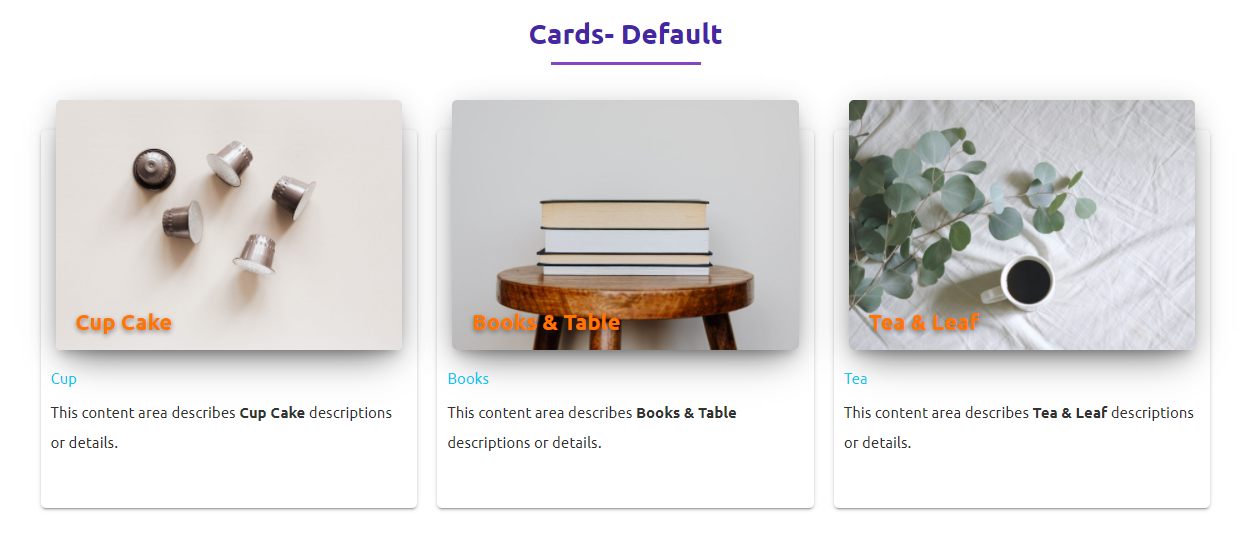 Cards- Default
Cup Cake
Cup
This content area describes Cup Cake descriptions
or details.
Books & Table
Books
This content area describes Books & Table
descriptions or details.
Tea & Leaf
Tea
This content area describes Tea & Leaf descriptions
or details.